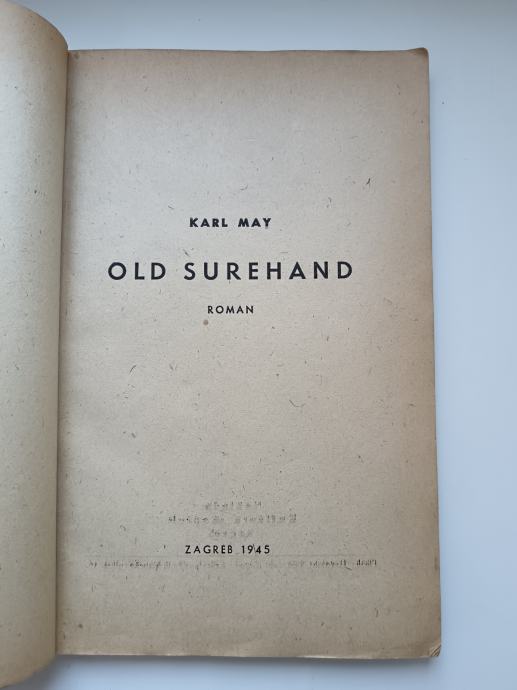 KARL MAY
OLD SUREHAND
ROMAN
ZAGREB 1945